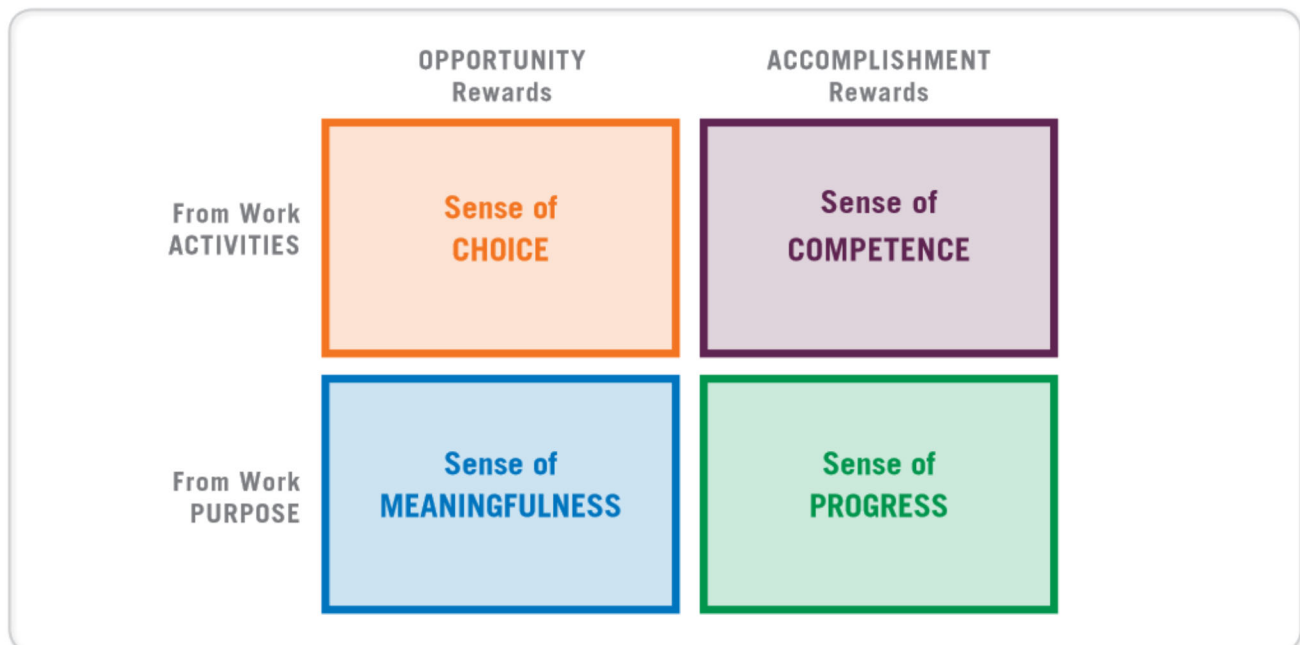 OPPORTUNITY
Rewards
ACCOMPLISHMENT
Rewards
From Work
ACTIVITIES
Sense of
CHOICE
Sense of
COMPETENCE
From Work
PURPOSE
Sense of
MEANINGFULNESS
Sense of
PROGRESS